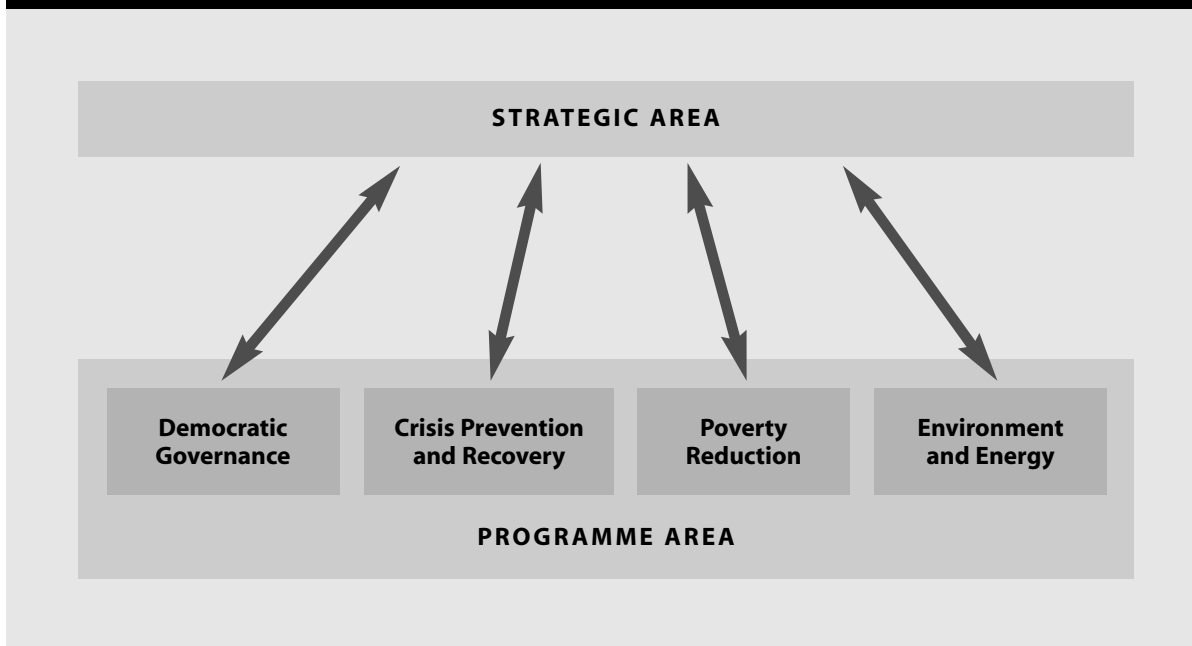 STRATEGIC AREA
Democratic
Governance
Crisis Prevention
and Recovery
Poverty
Reduction
Environment
and Energy
PROGRAMME AREA